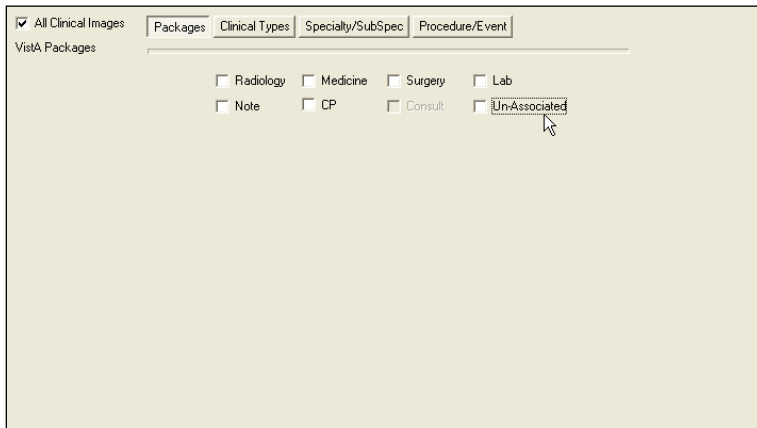 All Clinical Images Packages Clinical Types Specialty/SubSpec Procedure/Event
VistA Packages
Radiology Medicine Surgery Lab
Note CP Consult Un-Associated